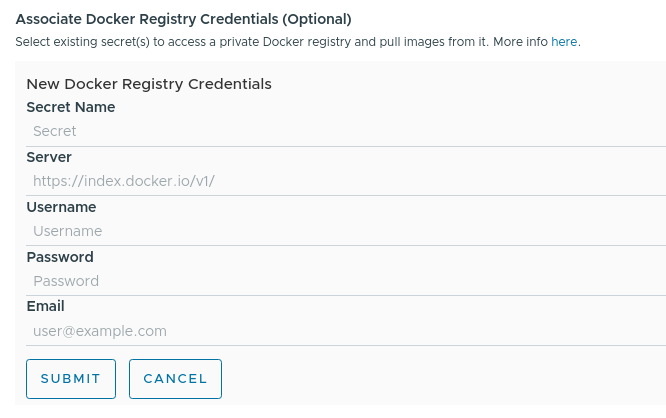 Associate Docker Registry Credentials (Optional)
Select existing secret(s) to access a private Docker registry and pull images from it. More info here.
New Docker Registry Credentials
Secret Name
Secret
Server
https://index.docker.io/v1/
Username
Username
Password
Password
Email
user@example.com
SUBMIT CANCEL